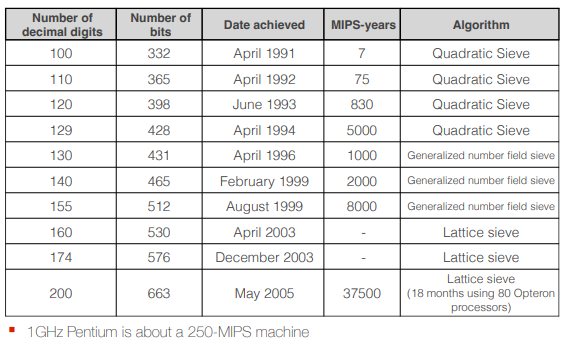 Number of decimal digits Number of bits Date achieved MIPS-years Algorithm
100 332 April 1991 7 Quadratic Sieve
110 365 April 1992 75 Quadratic Sieve
120 398 June 1993 830 Quadratic Sieve
129 428 April 1994 5000 Quadratic Sieve
130 431 April 1996 1000 Generalized number field sieve
140 465 February 1999 2000 Generalized number field sieve
155 512 August 1999 8000 Generalized number field sieve
160 530 April 2003 - Lattice sieve
174 576 December 2003 - Lattice sieve
200 663 May 2005 37500 Lattice sieve (18 months using 80 Opteron processors)
▪ 1GHz Pentium is about a 250-MIPS machine